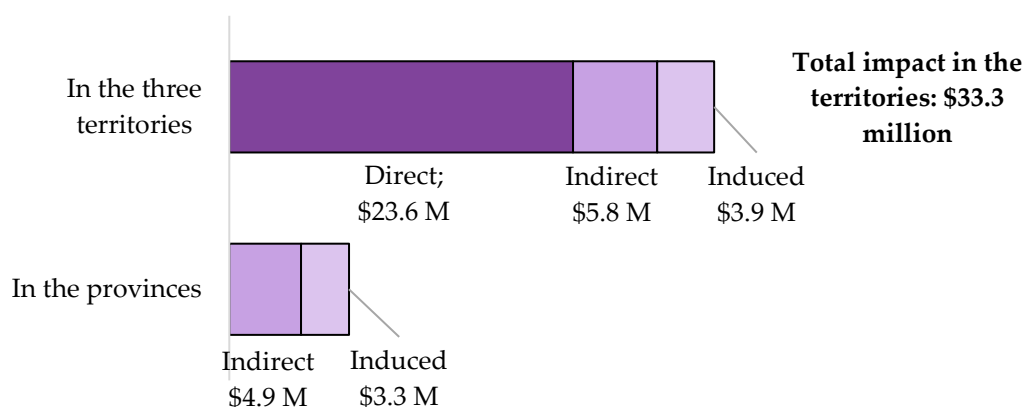 In the three
territories
Total impact in the
territories: $33.3
million
Direct;
$23.6 M
Indirect
$5.8 M
Induced
$3.9 M
In the provinces
Indirect
$4.9 M
Induced
$3.3 M